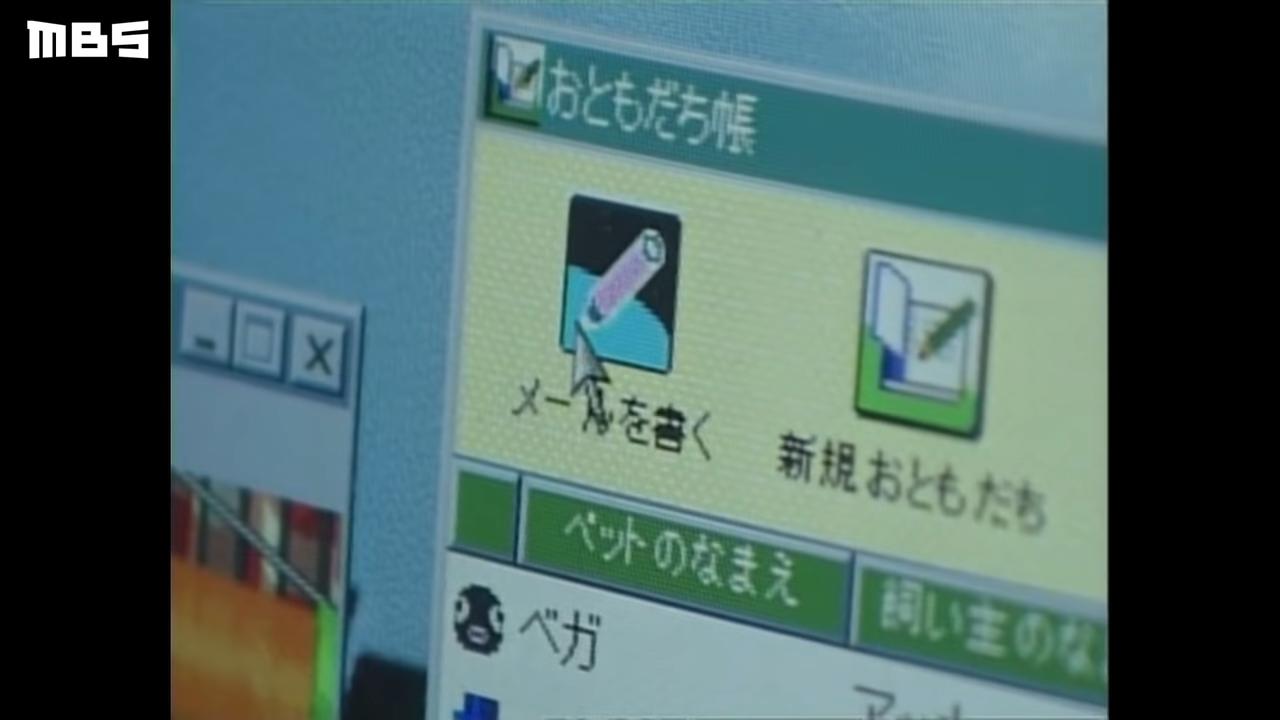 MBS
おともだち帳
メールを書く
新規おともだち
ペットのなまえ
飼い主のなま
ベガ